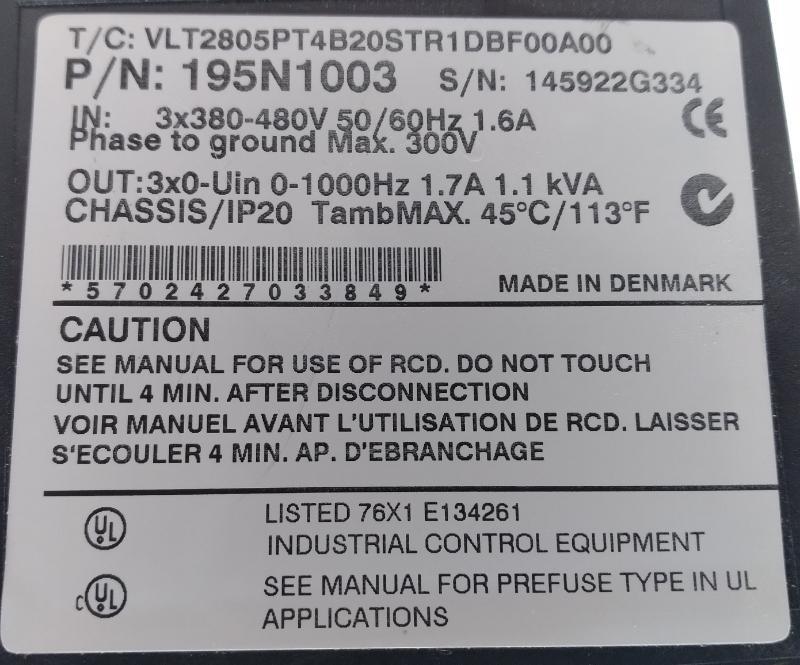 T/C: VLT2805PT4B20STR1DBF00A00
P/N: 195N1003 S/N: 145922G334
IN: 3x380-480V 50/60Hz 1.6A
Phase to ground Max. 300V
OUT:3x0-Uin 0-1000Hz 1.7A 1.1 kVA
CHASSIS/IP20 TambMAX. 45°C/113°F
CE
*5702427033849*
MADE IN DENMARK
CAUTION
SEE MANUAL FOR USE OF RCD. DO NOT TOUCH
UNTIL 4 MIN. AFTER DISCONNECTION
VOIR MANUEL AVANT L'UTILISATION DE RCD. LAISSER
S'ECOULER 4 MIN. AP. D'EBRANCHAGE
UL
LISTED 76X1 E134261
INDUSTRIAL CONTROL EQUIPMENT
c UL
SEE MANUAL FOR PREFUSE TYPE IN UL
APPLICATIONS